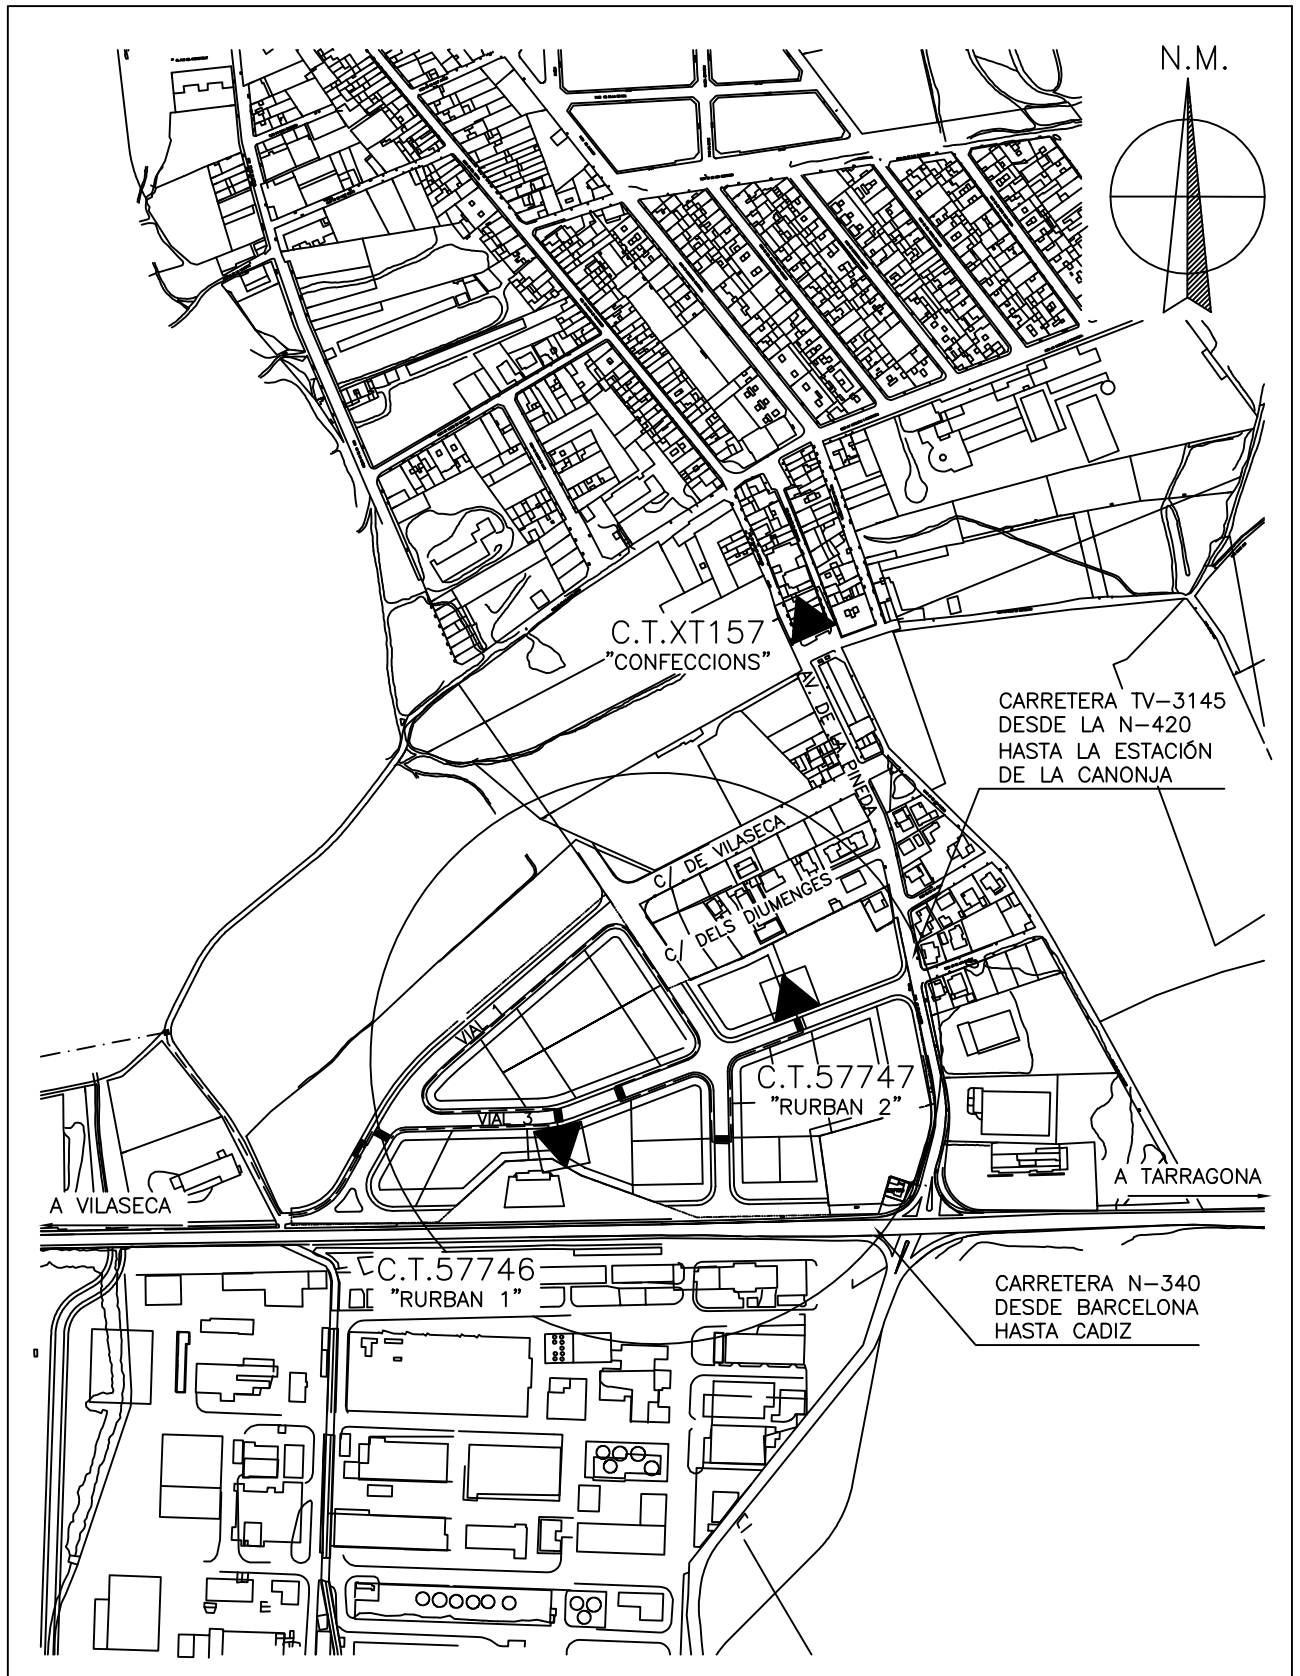 N.M.
C.T.XT157
"CONFECCIONS"
AV. DE LA PINEDA
CARRETERA TV-3145
DESDE LA N-420
HASTA LA ESTACIÓN
DE LA CANONJA
C/ DE VILASECA
C/ DELS DIUMENGES
VIAL 1
C.T.57747
"RURBAN 2"
VIAL 3
A VILASECA
A TARRAGONA
C.T.57746
"RURBAN 1"
CARRETERA N-340
DESDE BARCELONA
HASTA CADIZ